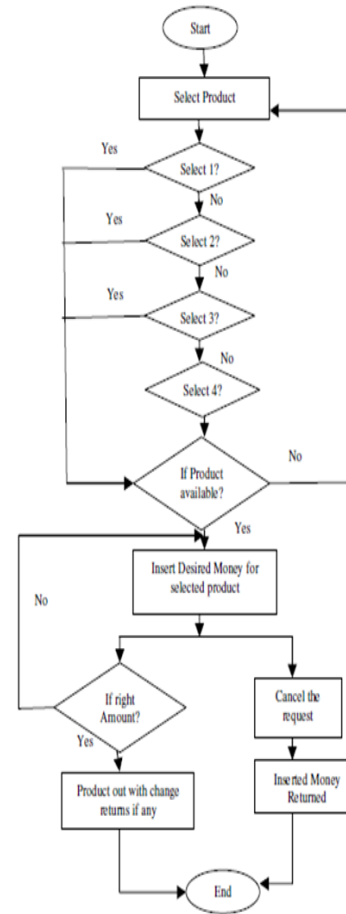 Start
Select Product
Yes
Select 1?
No
Yes
Select 2?
No
Yes
Select 3?
No
Select 4?
If Product
available?
No
Yes
Insert Desired Money for
selected product
No
If right
Amount?
Cancel the
request
Yes
Product out with change
returns if any
Inserted Money
Returned
End